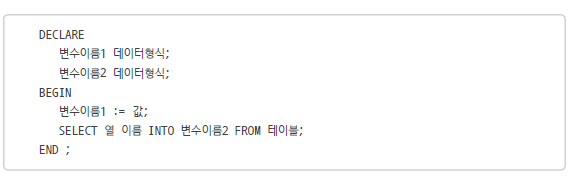 DECLARE
변수이름1 데이터형식;
변수이름2 데이터형식;
BEGIN
변수이름1 := 값;
SELECT 열 이름 INTO 변수이름2 FROM 테이블;
END ;